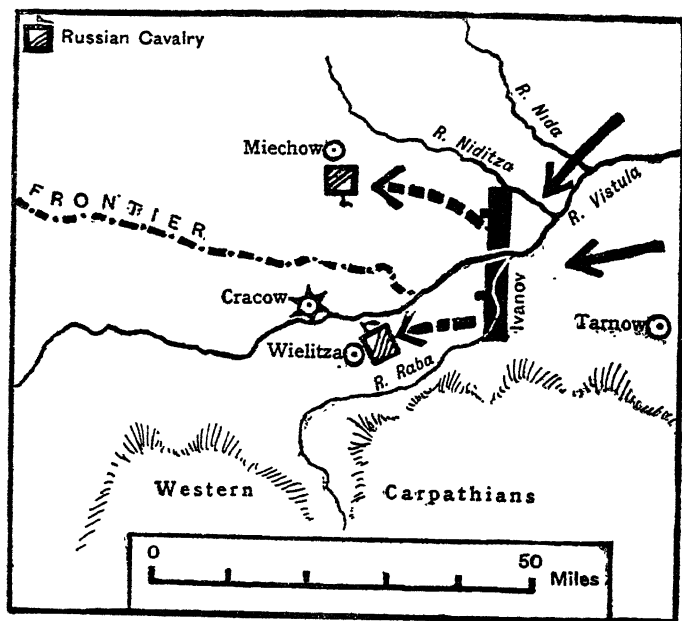 Russian Cavalry
R. Nida
Miechow
R. Niditza
R. Vistula
FRONTIER
Cracow
Ivanov
Tarnow
Wielitza
R. Raba
Western Carpathians
0 50
Miles